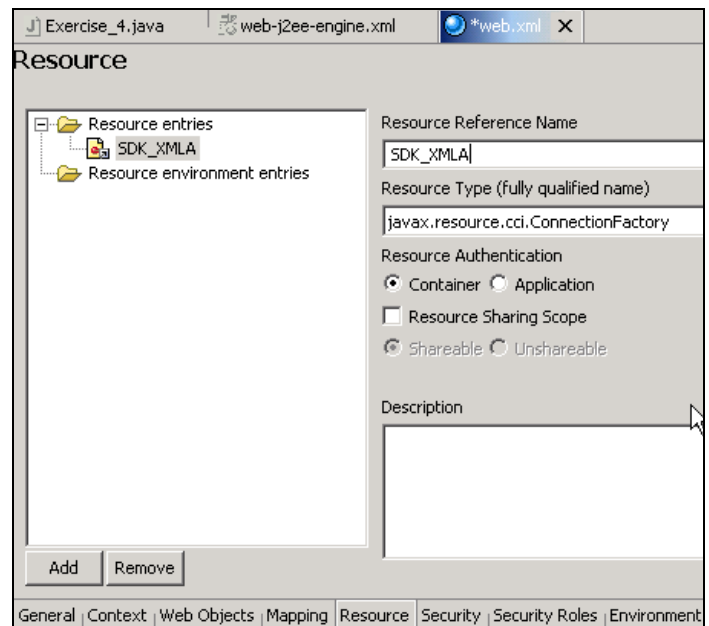 Exercise_4.java web-j2ee-engine.xml *web.xml
Resource
Resource entries
SDK_XMLA
Resource environment entries
Resource Reference Name
SDK_XMLA
Resource Type (fully qualified name)
javax.resource.cci.ConnectionFactory
Resource Authentication
Container Application
Resource Sharing Scope
Shareable Unshareable
Description
Add Remove
General Context Web Objects Mapping Resource Security Security Roles Environment